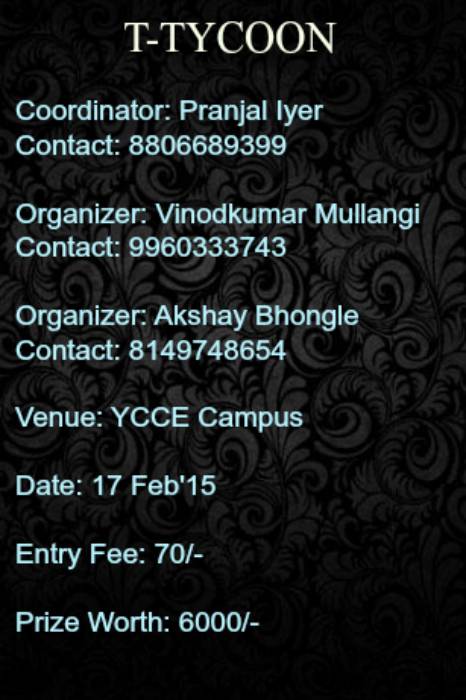 T-TYCOON
Coordinator: Pranjal Iyer
Contact: 8806689399
Organizer: Vinodkumar Mullangi
Contact: 9960333743
Organizer: Akshay Bhongle
Contact: 8149748654
Venue: YCCE Campus
Date: 17 Feb'15
Entry Fee: 70/-
Prize Worth: 6000/-